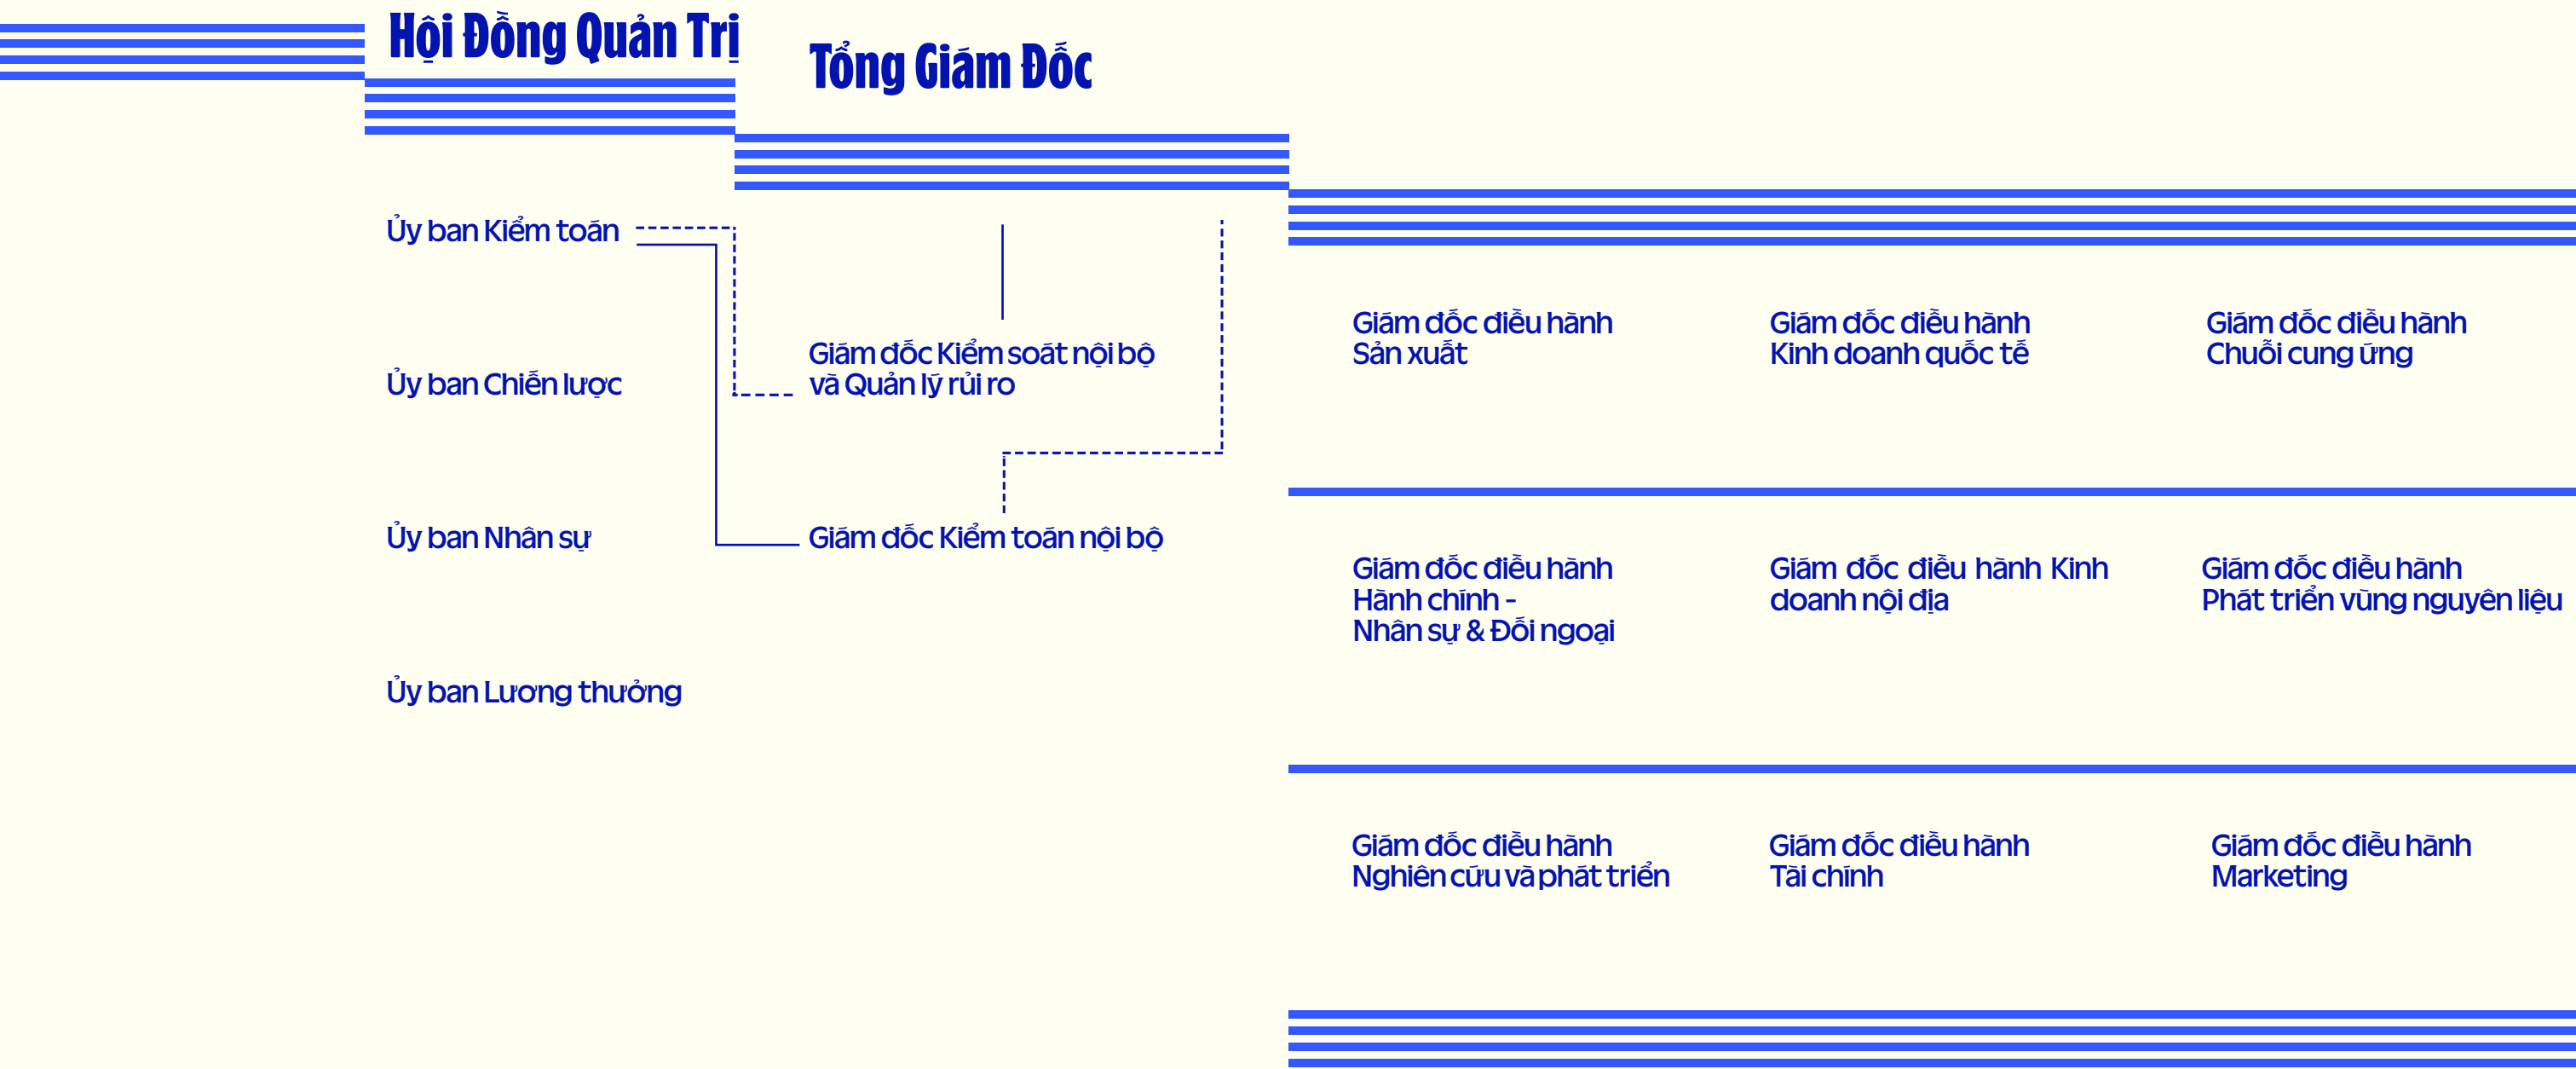 Hội Đồng Quản Trị
Tổng Giám Đốc
Ủy ban Kiểm toán
Ủy ban Chiến lược
Ủy ban Nhân sự
Ủy ban Lương thưởng
Giám đốc Kiểm soát nội bộ
và Quản lý rủi ro
Giám đốc Kiểm toán nội bộ
Giám đốc điều hành
Sản xuất
Giám đốc điều hành
Kinh doanh quốc tế
Giám đốc điều hành
Chuỗi cung ứng
Giám đốc điều hành
Hành chính -
Nhân sự & Đối ngoại
Giám đốc điều hành Kinh
doanh nội địa
Giám đốc điều hành
Phát triển vùng nguyên liệu
Giám đốc điều hành
Nghiên cứu và phát triển
Giám đốc điều hành
Tài chính
Giám đốc điều hành
Marketing